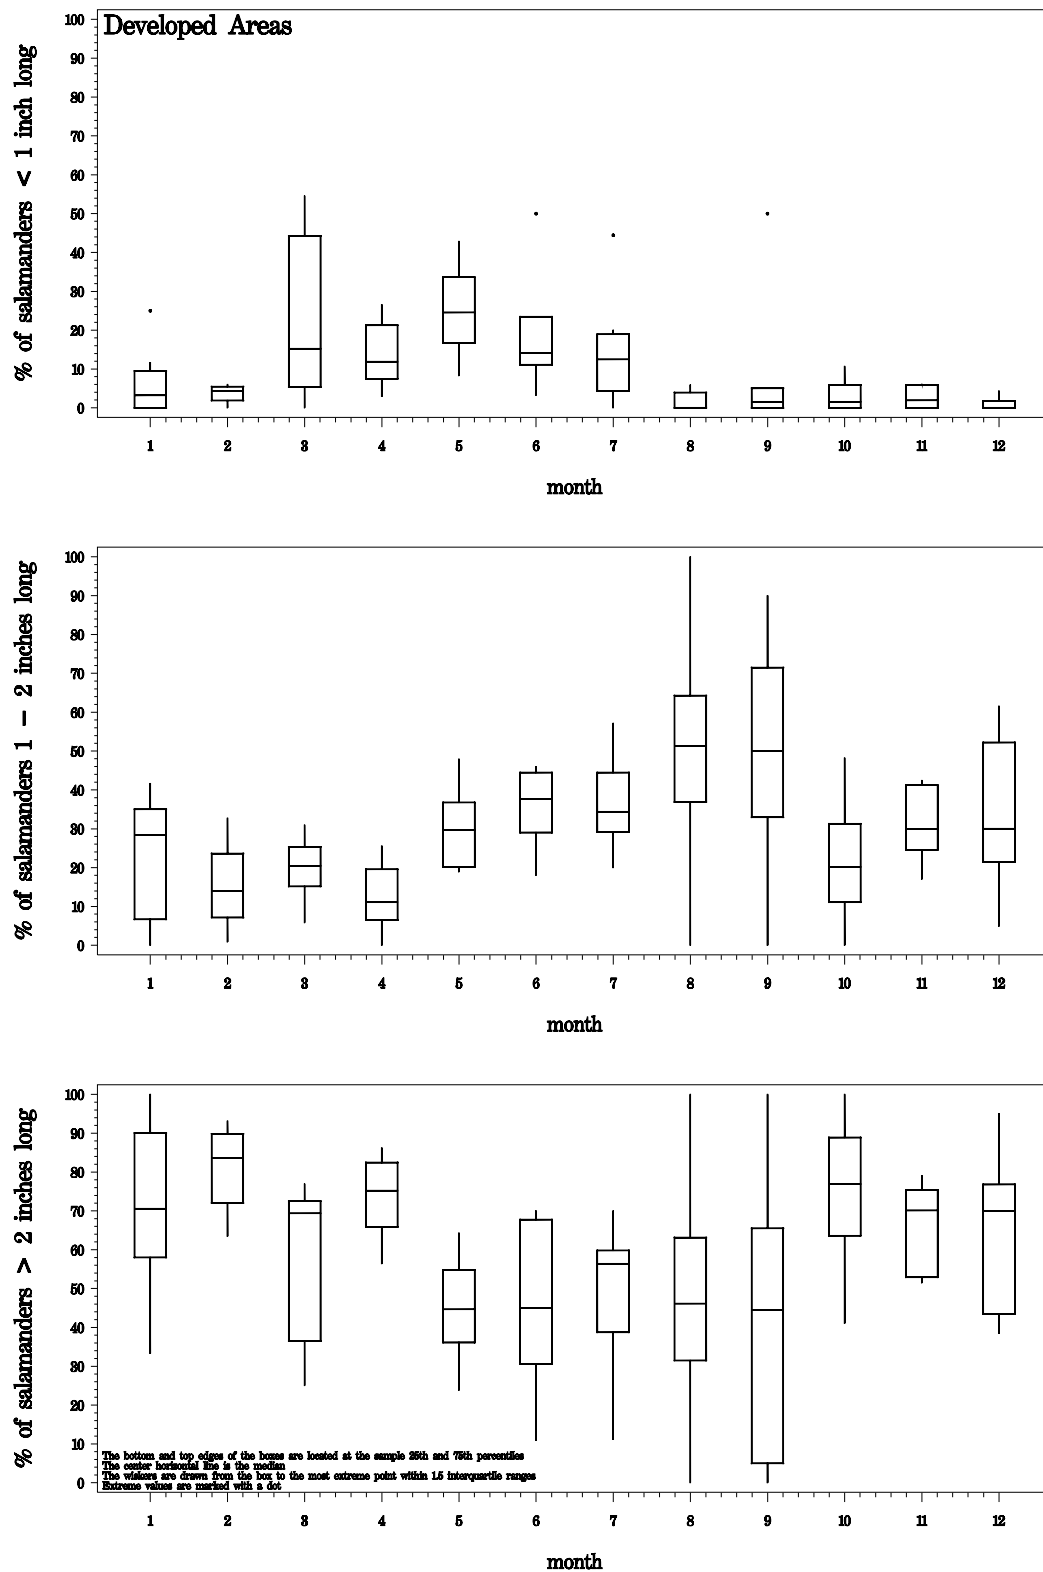 Developed Areas
% of salamanders < 1 inch long
100
90
80
70
60
50
40
30
20
10
0
1 2 3 4 5 6 7 8 9 10 11 12
month
% of salamanders 1 - 2 inches long
100
90
80
70
60
50
40
30
20
10
0
1 2 3 4 5 6 7 8 9 10 11 12
month
% of salamanders > 2 inches long
100
90
80
70
60
50
40
30
20
10
0
The bottom and top edges of the boxes are located at the sample 25th and 75th percentiles
The center horizontal line is the median
The wiskers are drawn from the box to the most extreme point within 1.5 interquartile ranges
Extreme values are marked with a dot
1 2 3 4 5 6 7 8 9 10 11 12
month